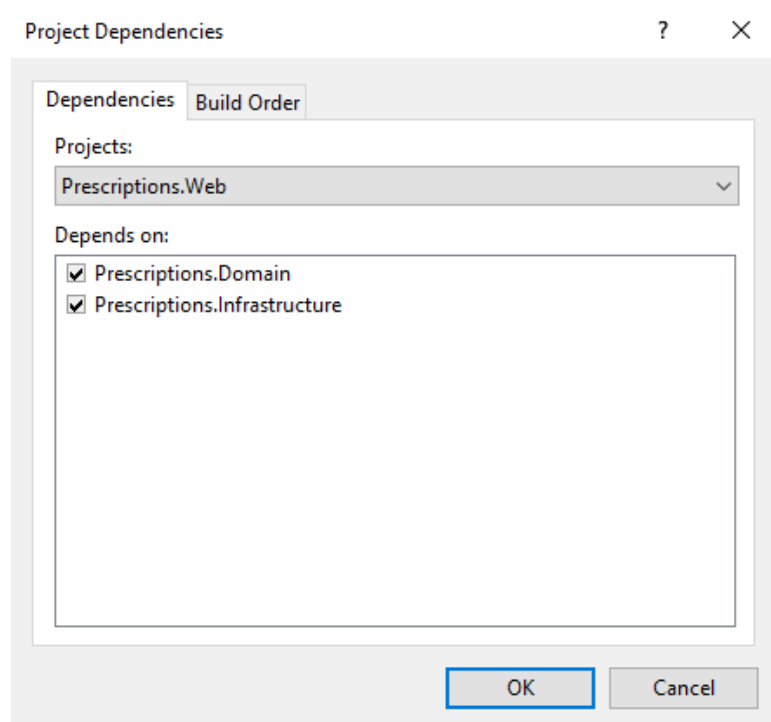 Project Dependencies
Dependencies Build Order
Projects:
Prescriptions.Web
Depends on:
Prescriptions.Domain
Prescriptions.Infrastructure
OK Cancel